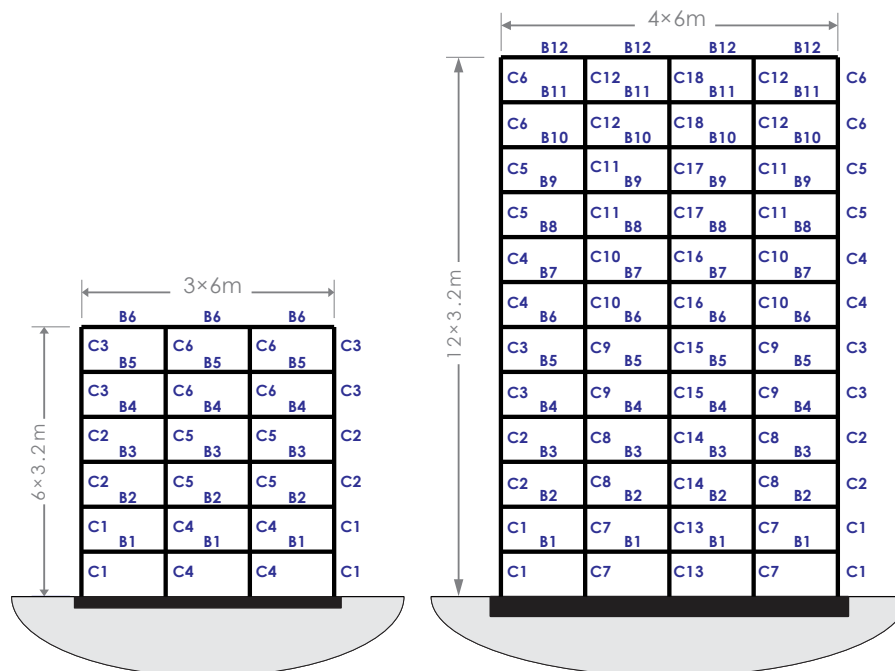 4×6m
B12 B12 B12 B12
C6 C12 C18 C12 C6
B11 B11 B11 B11
C6 C12 C18 C12 C6
B10 B10 B10 B10
C5 C11 C17 C11 C5
B9 B9 B9 B9
C5 C11 C17 C11 C5
B8 B8 B8 B8
C4 C10 C16 C10 C4
B7 B7 B7 B7
C4 C10 C16 C10 C4
B6 B6 B6 B6
C3 C9 C15 C9 C3
B5 B5 B5 B5
C3 C9 C15 C9 C3
B4 B4 B4 B4
C2 C8 C14 C8 C2
B3 B3 B3 B3
C2 C8 C14 C8 C2
B2 B2 B2 B2
C1 C7 C13 C7 C1
B1 B1 B1 B1
C1 C7 C13 C7 C1
12×3.2m
3×6m
B6 B6 B6
C3 C6 C6 C3
B5 B5 B5
C3 C6 C6 C3
B4 B4 B4
C2 C5 C5 C2
B3 B3 B3
C2 C5 C5 C2
B2 B2 B2
C1 C4 C4 C1
B1 B1 B1
C1 C4 C4 C1
6×3.2m